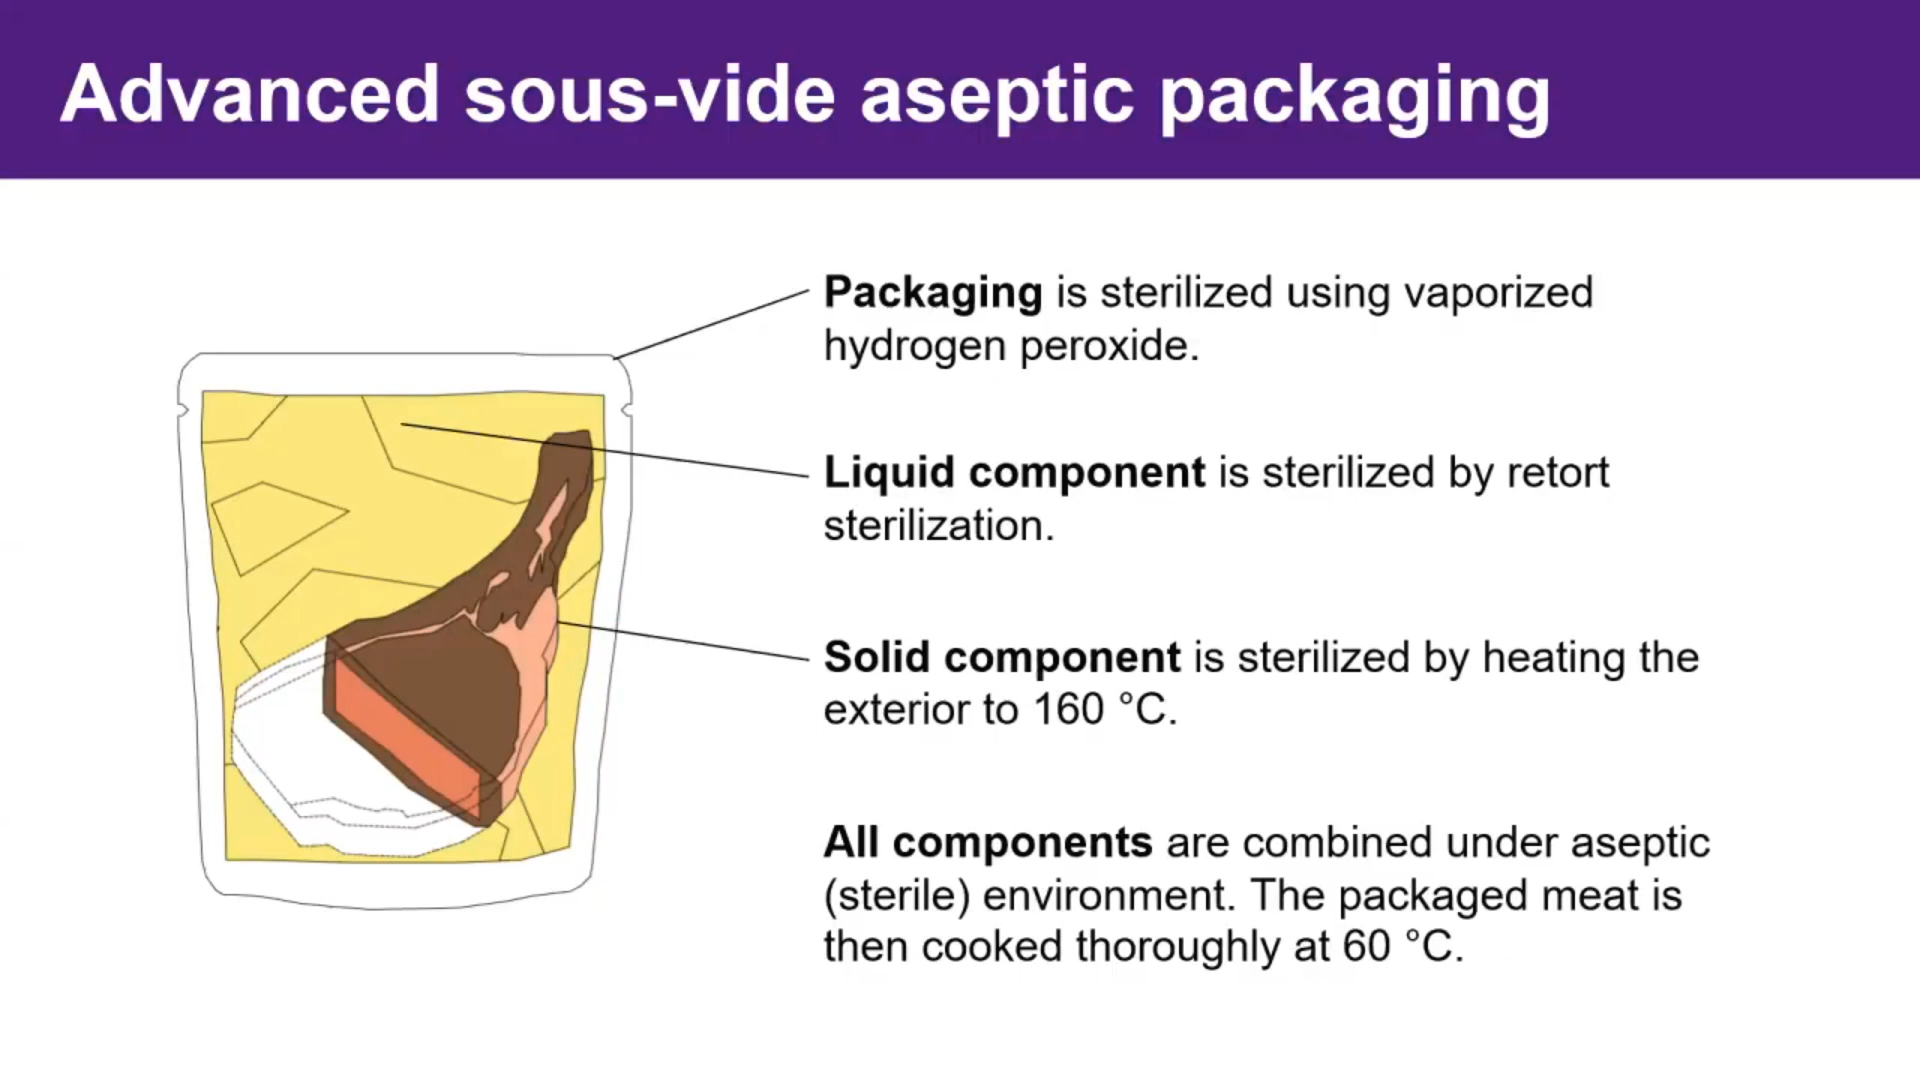 Advanced sous-vide aseptic packaging
Packaging is sterilized using vaporized
hydrogen peroxide.
Liquid component is sterilized by retort
sterilization.
Solid component is sterilized by heating the
exterior to 160 °C.
All components are combined under aseptic
(sterile) environment. The packaged meat is
then cooked thoroughly at 60 °C.